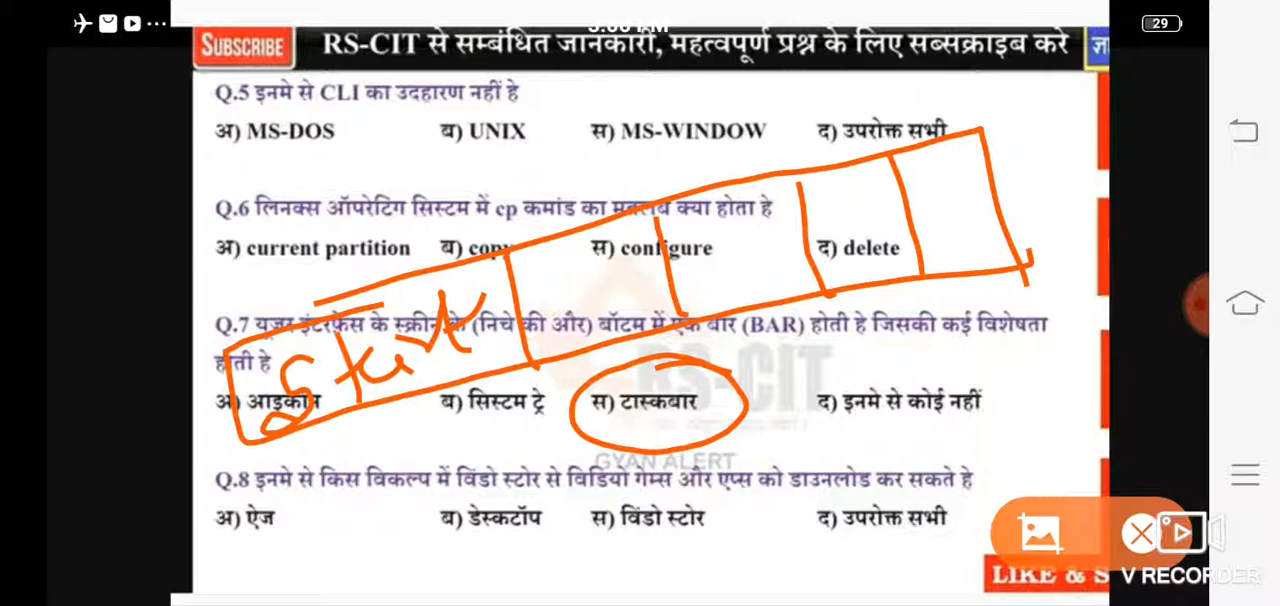 29
SUBSCRIBE RS-CIT से सम्बंधित जानकारी, महत्वपूर्ण प्रश्न के लिए सब्सक्राइब करे
Q.5 इनमे से CLI का उदहारण नहीं हे
अ) MS-DOS ब) UNIX स) MS-WINDOW द) उपरोक्त सभी
Q.6 लिनक्स ऑपरेटिग सिस्टम में cp कमांड का मतलब क्या होता हे
अ) current partition ब) copy स) configure द) delete
Q.7 यूज़र इंटरफ़ेस के स्क्रीन के (निचे की और) बॉटम में एक बार (BAR) होती हे जिसकी कई विशेषता
होती हे
अ) आइकॉन ब) सिस्टम ट्रे स) टास्कबार द) इनमे से कोई नहीं
RS-CIT
GYAN ALERT
Q.8 इनमे से किस विकल्प में विंडो स्टोर से विडियो गेम्स और एप्स को डाउनलोड कर सकते हे
अ) ऐज ब) डेस्कटॉप स) विंडो स्टोर द) उपरोक्त सभी
LIKE & S V RECORDER